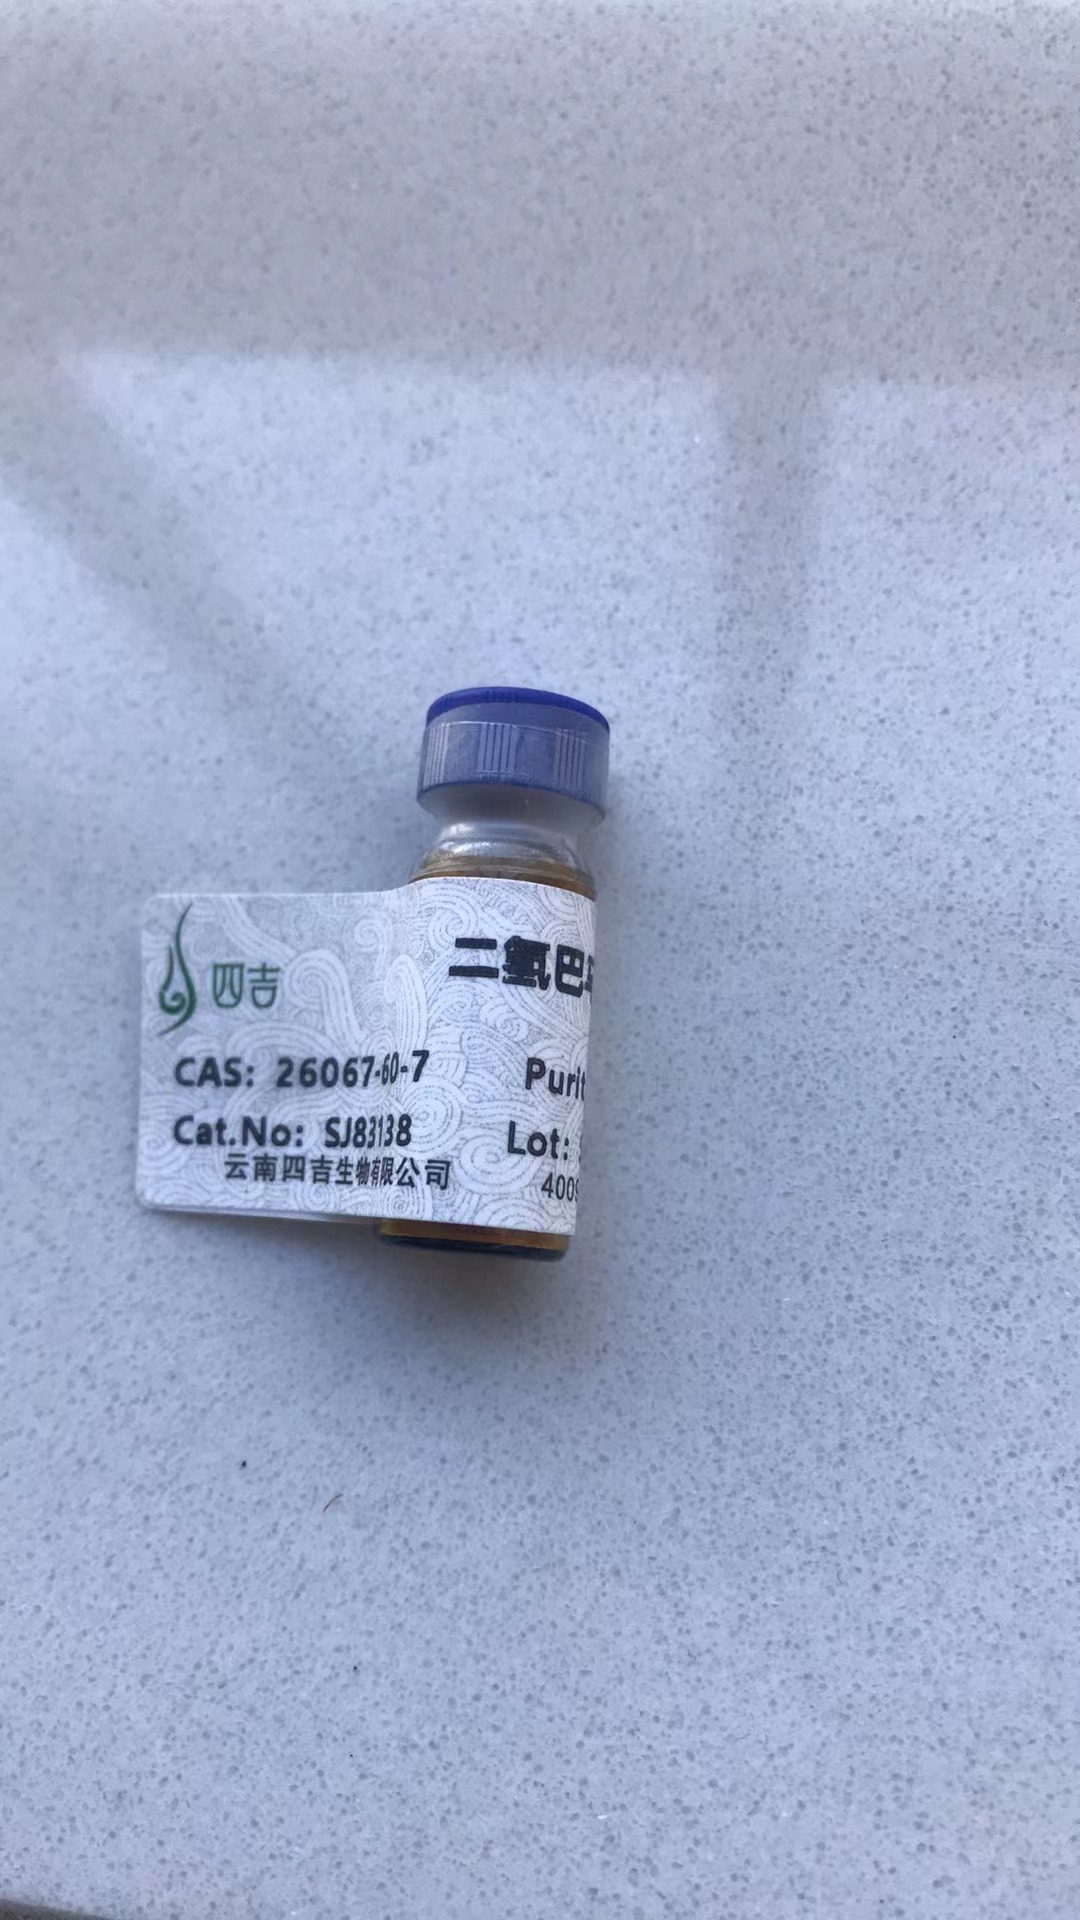 四吉
二氢巴
CAS: 26067-60-7
Purit
Cat.No: SJ83138
Lot:
云南四吉生物有限公司
400